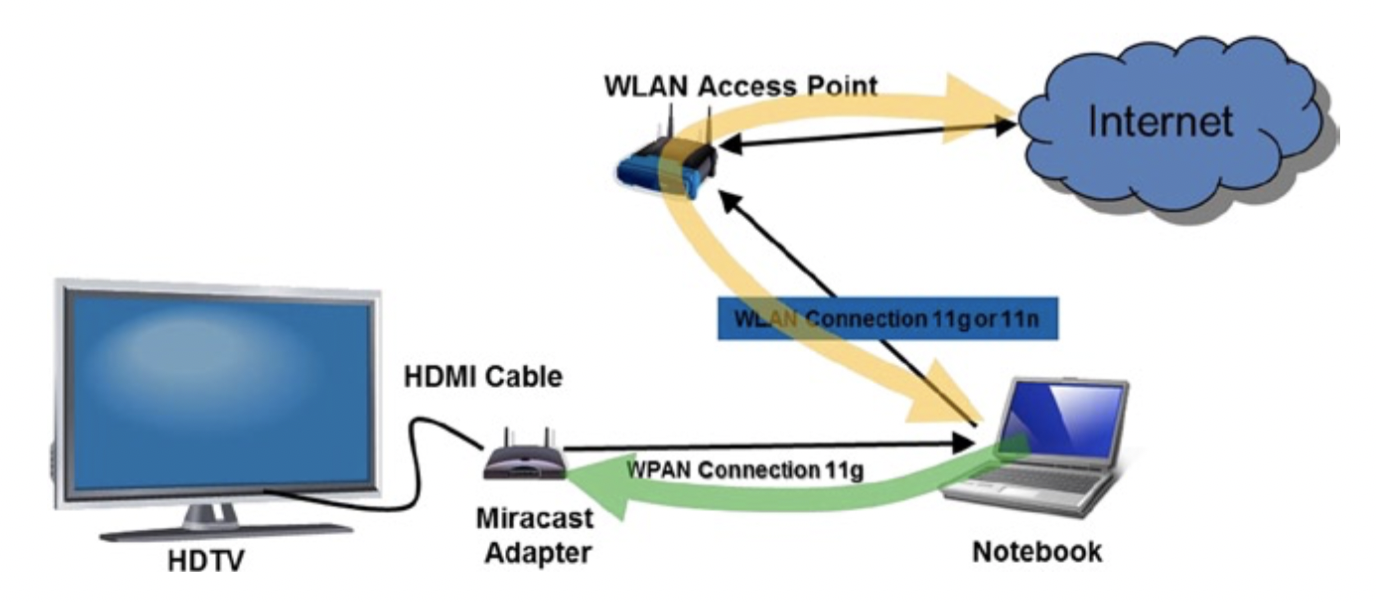 WLAN Access Point
Internet
WLAN Connection 11g or 11n
HDMI Cable
WPAN Connection 11g
Miracast
Adapter
Notebook
HDTV